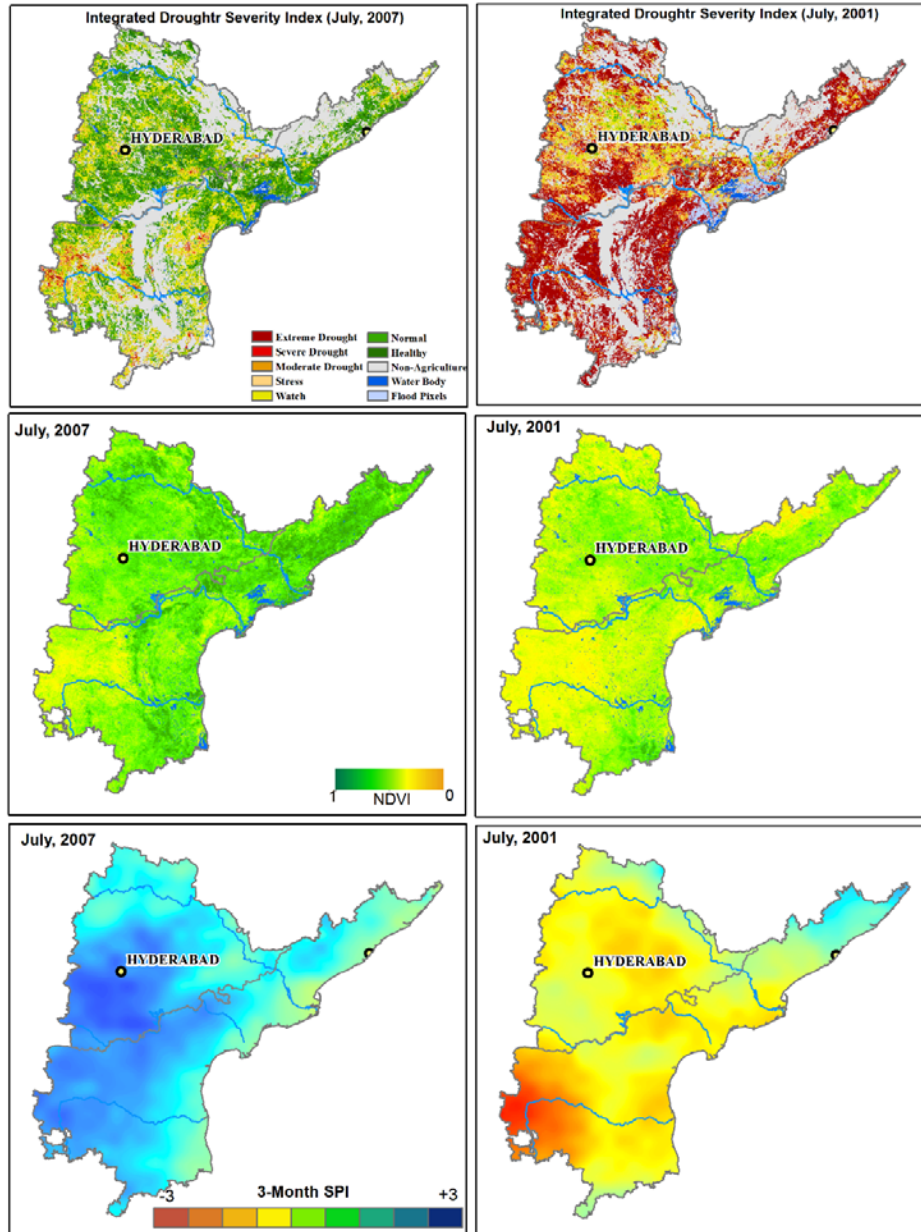 Integrated Droughtr Severity Index (July, 2007)
HYDERABAD
Extreme Drought
Severe Drought
Moderate Drought
Stress
Watch
Normal
Healthy
Non-Agriculture
Water Body
Flood Pixels
Integrated Droughtr Severity Index (July, 2001)
HYDERABAD
July, 2007
HYDERABAD
1 NDVI 0
July, 2001
HYDERABAD
July, 2007
HYDERABAD
-3 3-Month SPI +3
July, 2001
HYDERABAD